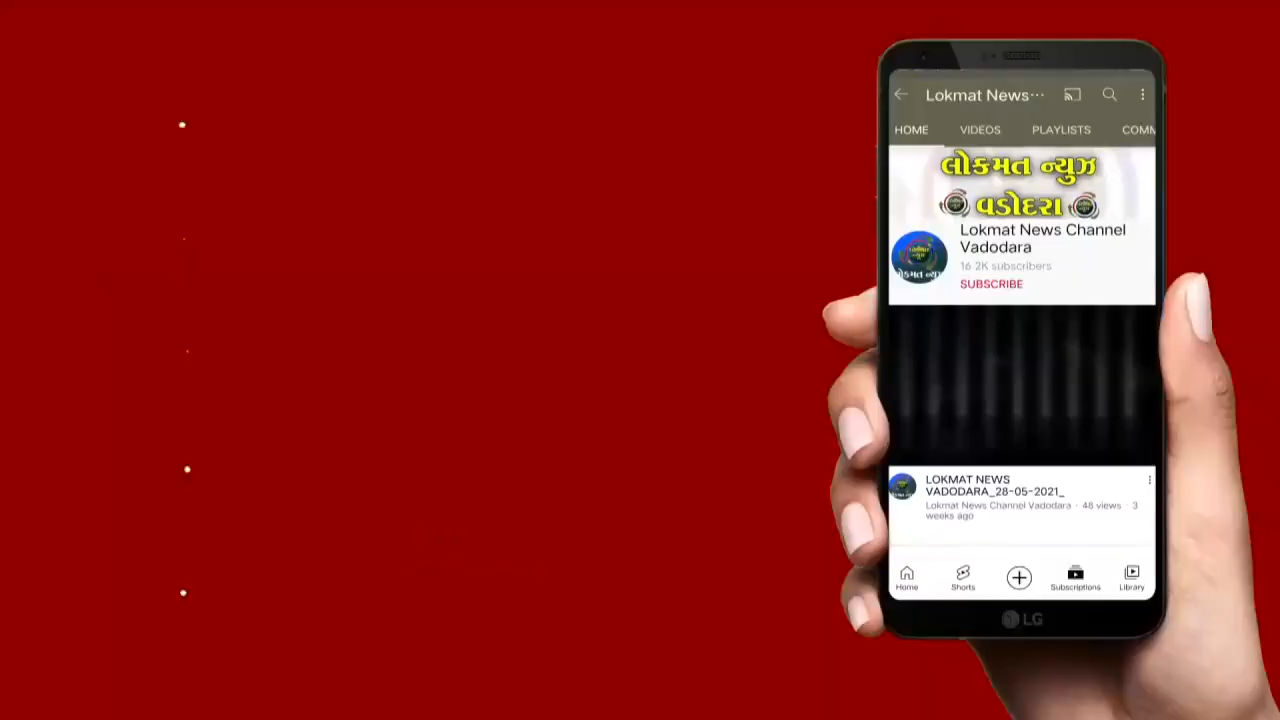 Lokmat News···
HOME VIDEOS PLAYLISTS COMM
લોકમત ન્યુઝ
વડોદરા
Lokmat News Channel
Vadodara
16.2K subscribers
SUBSCRIBE
LOKMAT NEWS
VADODARA_28-05-2021_
Lokmat News Channel Vadodara · 48 views · 3
weeks ago
Home Shorts Subscriptions Library
LG